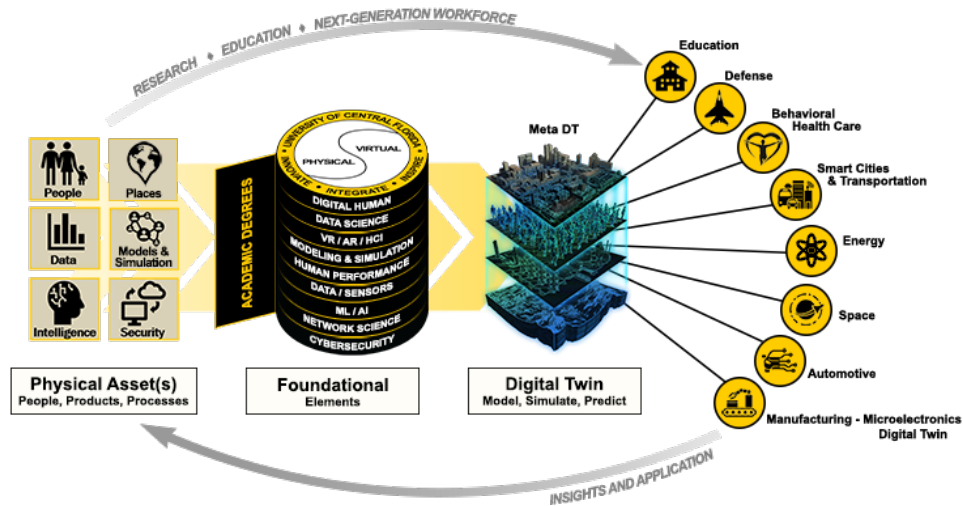 RESEARCH ♦ EDUCATION ♦ NEXT-GENERATION WORKFORCE
People
Places
Data
Models &
Simulation
Intelligence
Security
Physical Asset(s)
People, Products, Processes
ACADEMIC DEGREES
UNIVERSITY OF CENTRAL FLORIDA
INNOVATE • INTEGRATE • INSPIRE
PHYSICAL
VIRTUAL
DIGITAL HUMAN
DATA SCIENCE
VR / AR / HCI
MODELING & SIMULATION
HUMAN PERFORMANCE
DATA / SENSORS
ML / AI
NETWORK SCIENCE
CYBERSECURITY
Foundational
Elements
Meta DT
Digital Twin
Model, Simulate, Predict
Education
Defense
Behavioral
Health Care
Smart Cities
& Transportation
Energy
Space
Automotive
Manufacturing - Microelectronics
Digital Twin
INSIGHTS AND APPLICATION